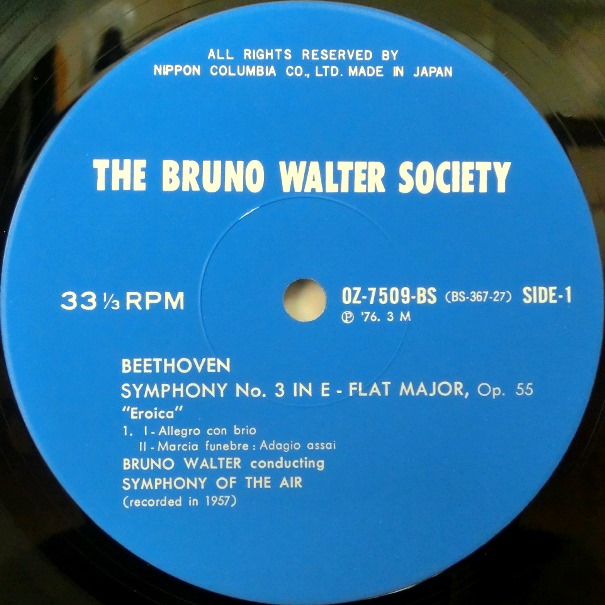 ALL RIGHTS RESERVED BY
NIPPON COLUMBIA CO., LTD. MADE IN JAPAN
THE BRUNO WALTER SOCIETY
33 ⅓ RPM
OZ-7509-BS (BS-367-27) SIDE-1
Ⓟ '76. 3 M
BEETHOVEN
SYMPHONY No. 3 IN E - FLAT MAJOR, Op. 55
"Eroica"
1. I - Allegro con brio
II - Marcia funebre : Adagio assai
BRUNO WALTER conducting
SYMPHONY OF THE AIR
(recorded in 1957)